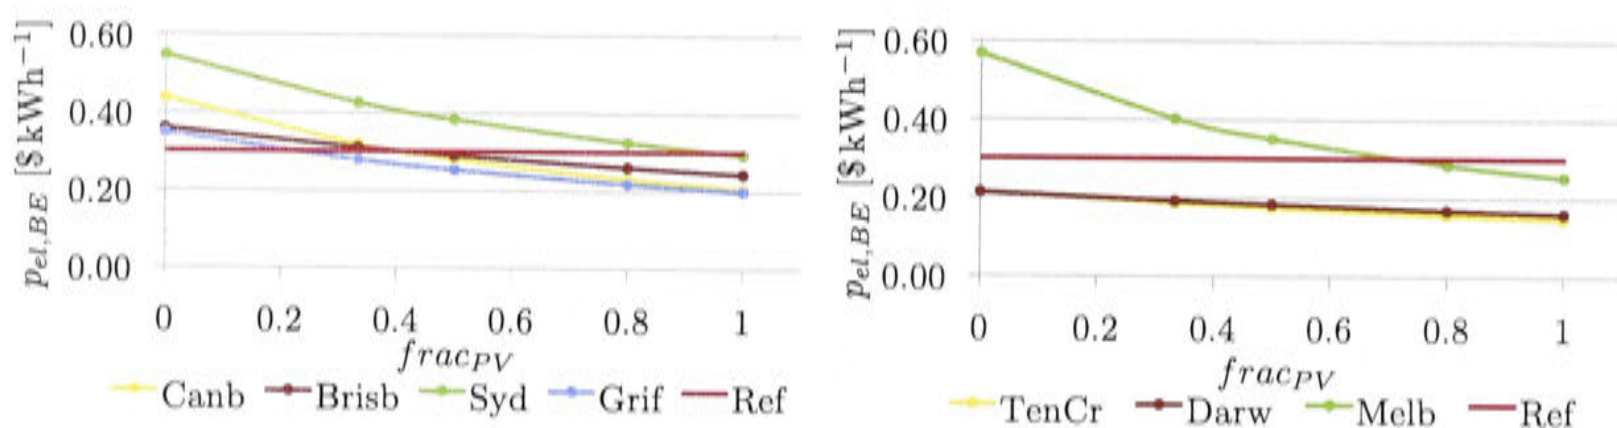 p_{el,BE} [$ kWh^{-1}]
0.60
0.40
0.20
0.00
0 0.2 0.4 0.6 0.8 1
frac_{PV}
Canb Brisb Syd Grif Ref
p_{el,BE} [$ kWh^{-1}]
0.60
0.40
0.20
0.00
0 0.2 0.4 0.6 0.8 1
frac_{PV}
TenCr Darw Melb Ref